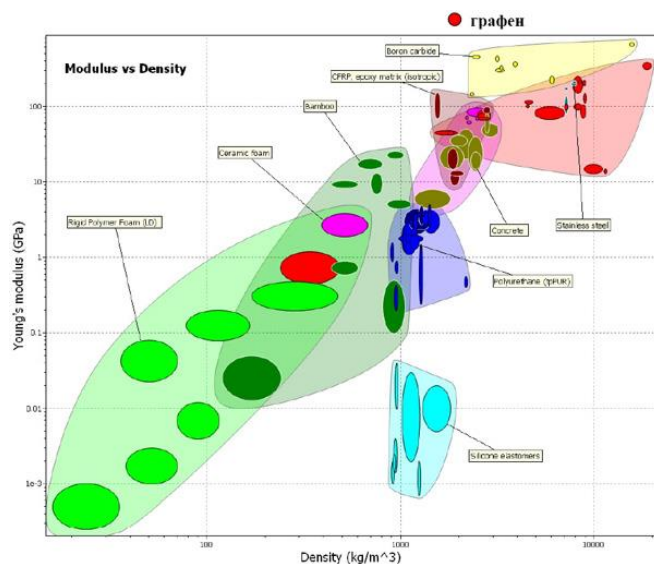 графен
Modulus vs Density
Boron carbide
CFRP, epoxy matrix (isotropic)
Bamboo
Ceramic foam
Rigid Polymer Foam (LD)
Concrete
Stainless steel
Polyurethane (tpPUR)
Silicone elastomers
Young's modulus (GPa)
100
10
1
0.1
0.01
1e-3
100
1000
10000
Density (kg/m^3)